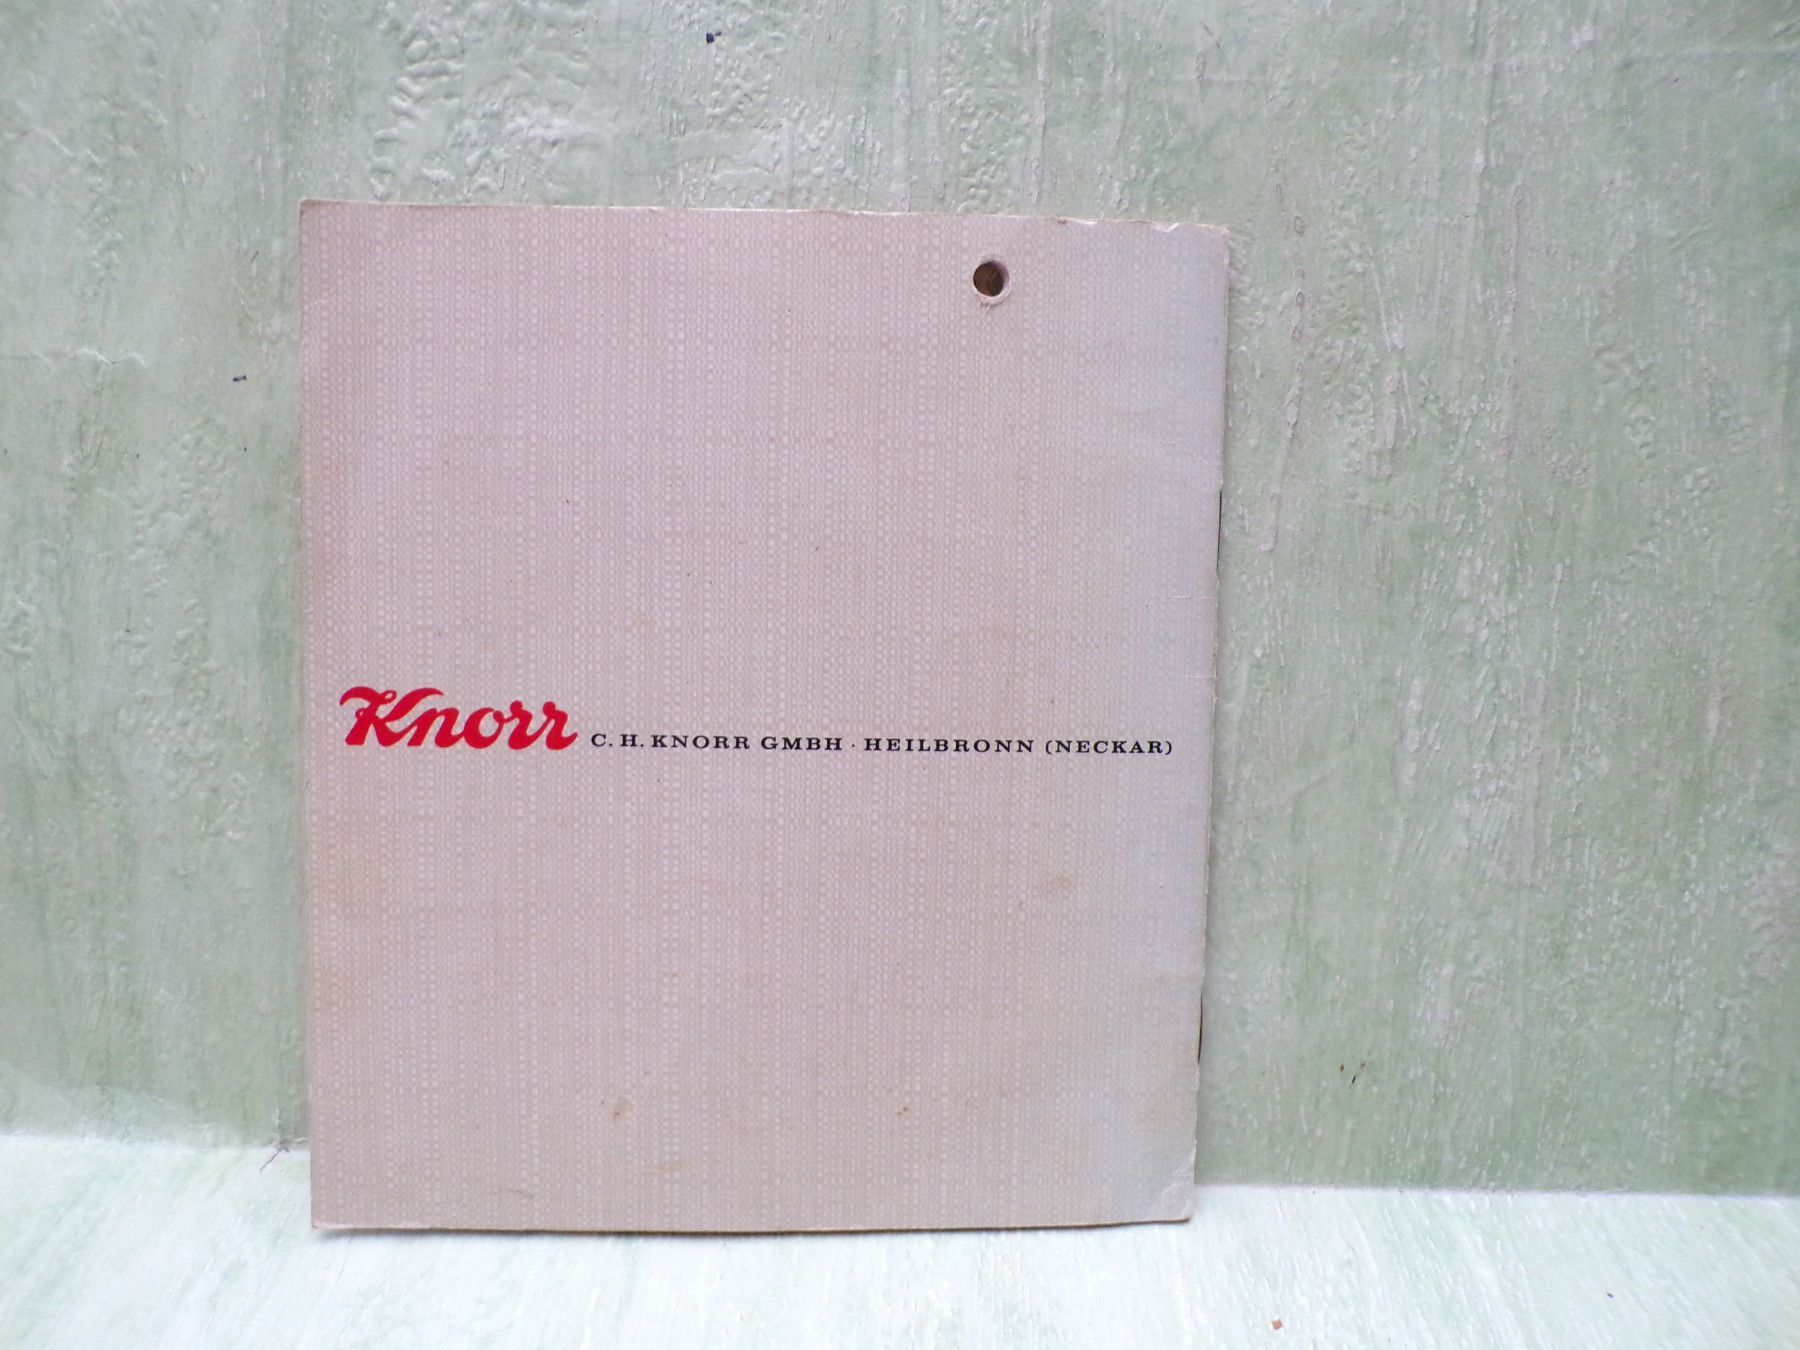 Knorr C. H. KNORR GMBH · HEILBRONN (NECKAR)